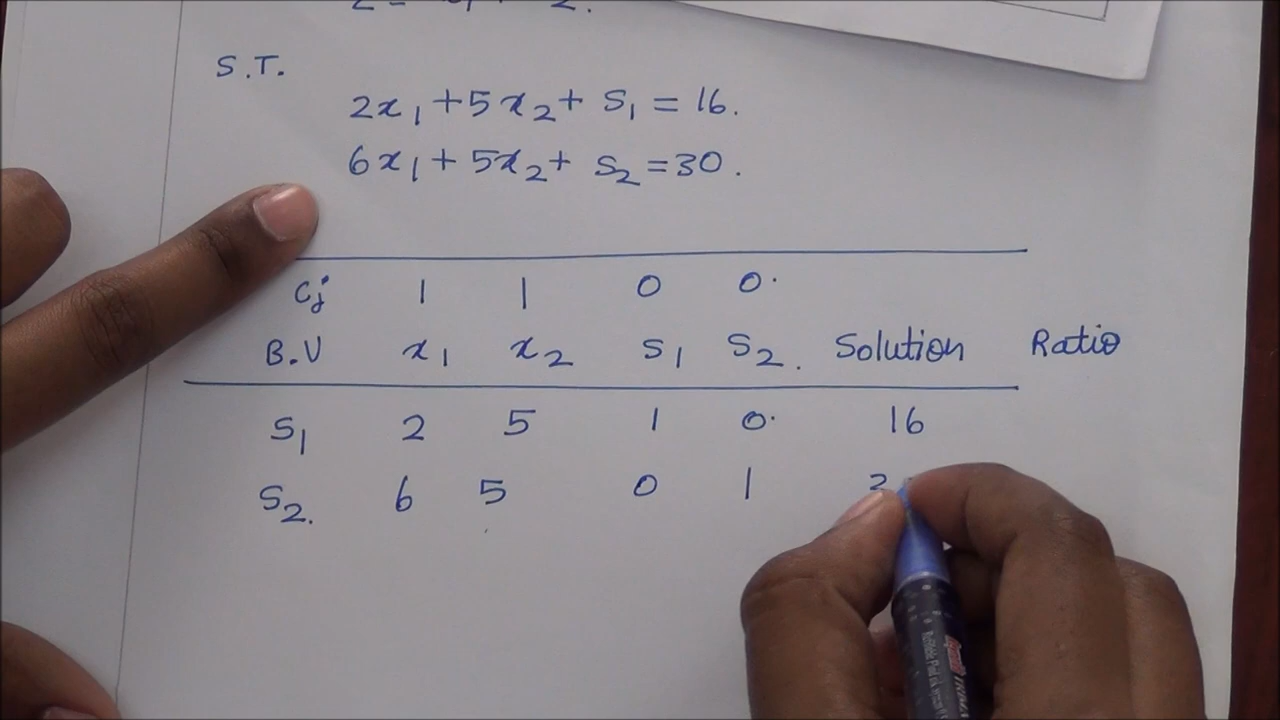 S.T.
2x₁ + 5x₂ + S₁ = 16.
6x₁ + 5x₂ + S₂ = 30.
Cj 1 1 0 0
B.V x₁ x₂ S₁ S₂. Solution Ratio
S₁ 2 5 1 0 16
S₂. 6 5 0 1